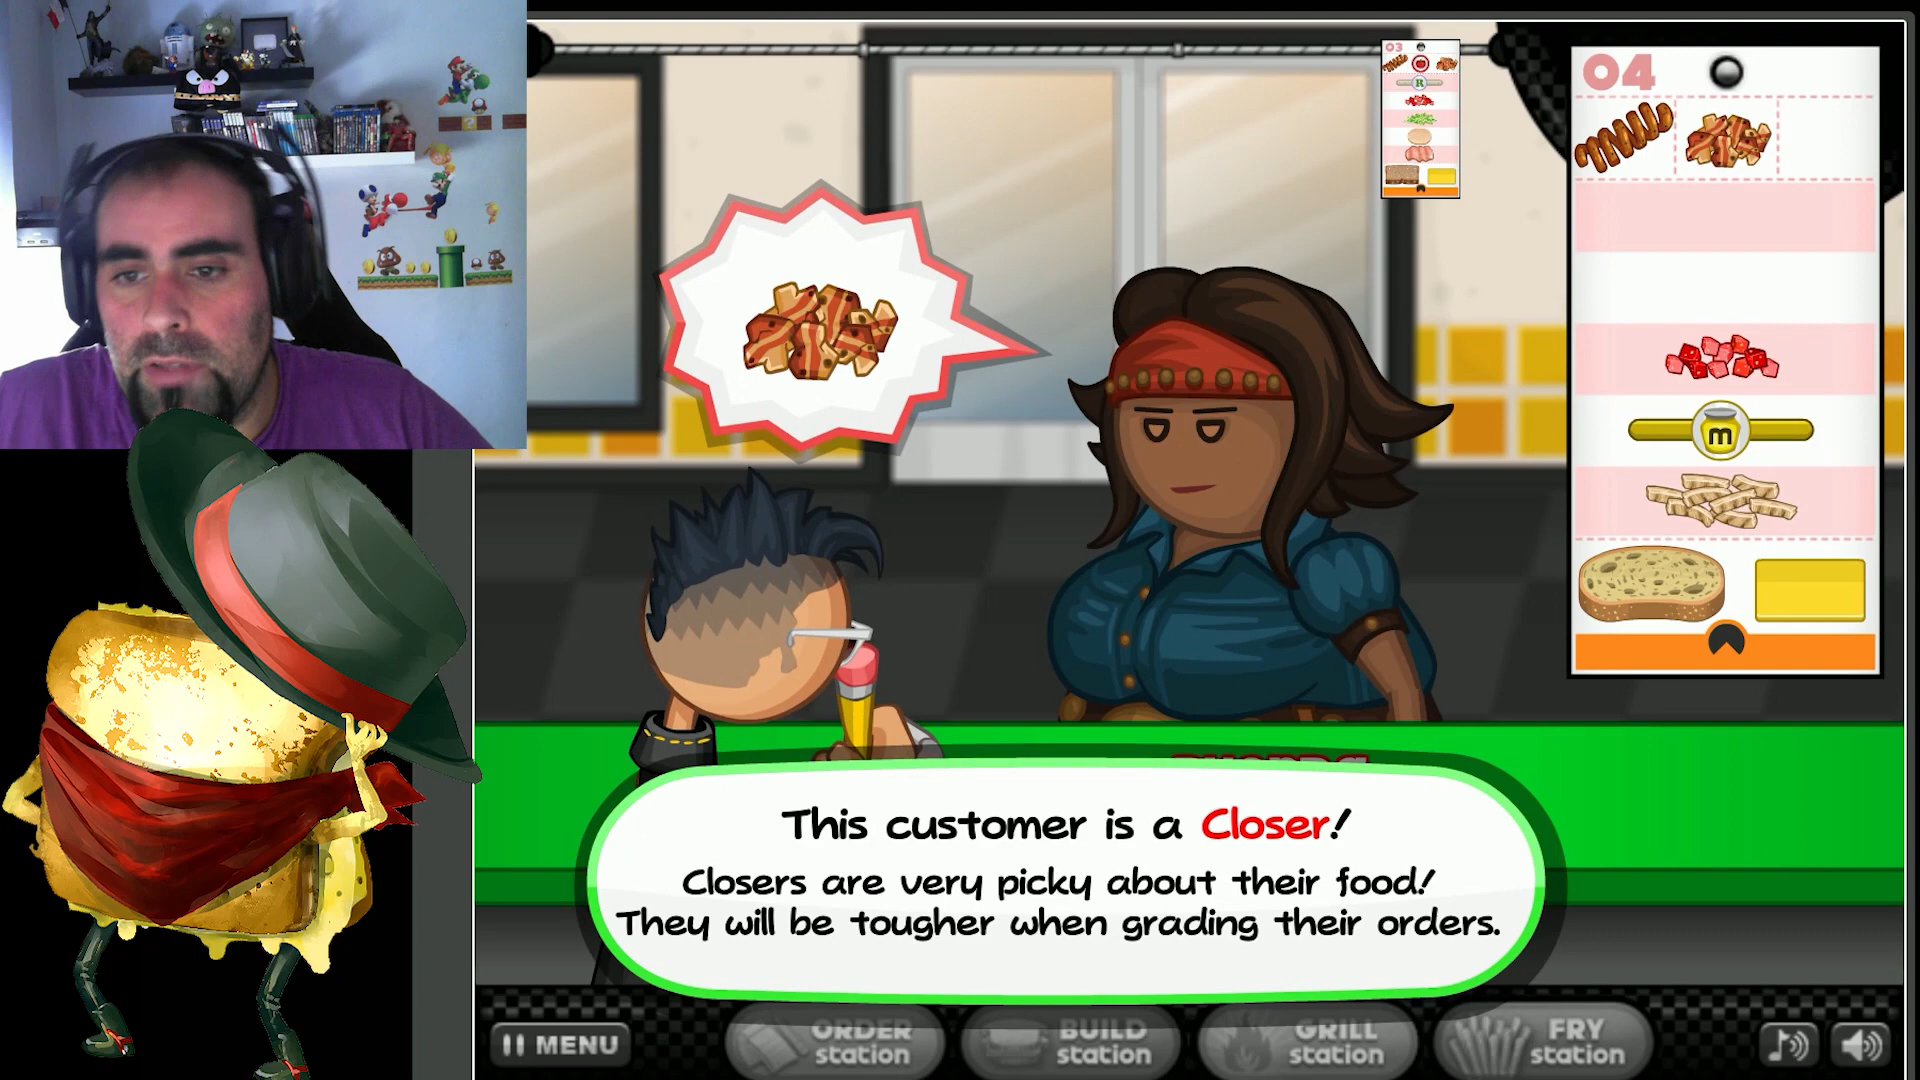 03
R
04
m
This customer is a Closer!
Closers are very picky about their food!
They will be tougher when grading their orders.
MENU
ORDER
station
BUILD
station
GRILL
station
FRY
station